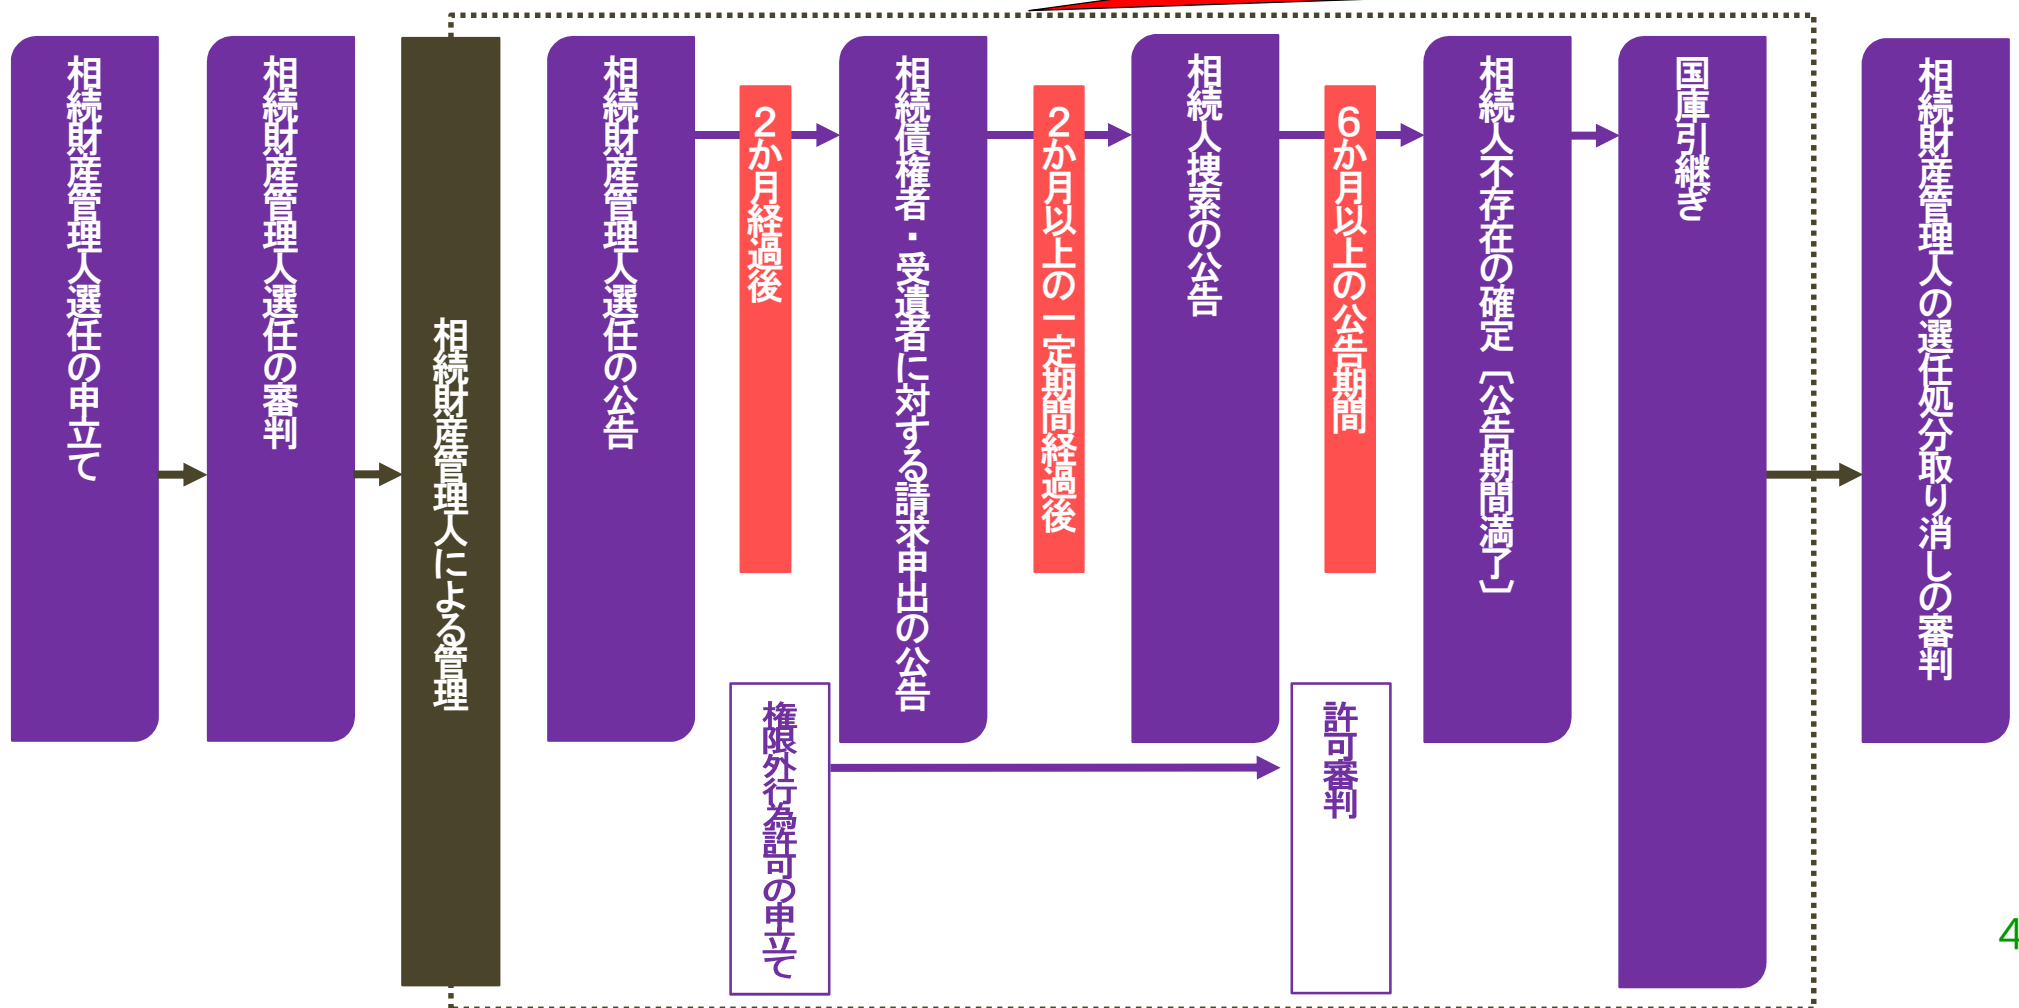 相続財産管理人選任の申立て
相続財産管理人選任の審判
相続財産管理人による管理
相続財産管理人選任の公告
２か月経過後
相続債権者・受遺者に対する請求申出の公告
２か月以上の一定期間経過後
相続人捜索の公告
６か月以上の公告期間
相続人不存在の確定〔公告期間満了〕
国庫引継ぎ
相続財産管理人の選任処分取り消しの審判
権限外行為許可の申立て
許可審判
4